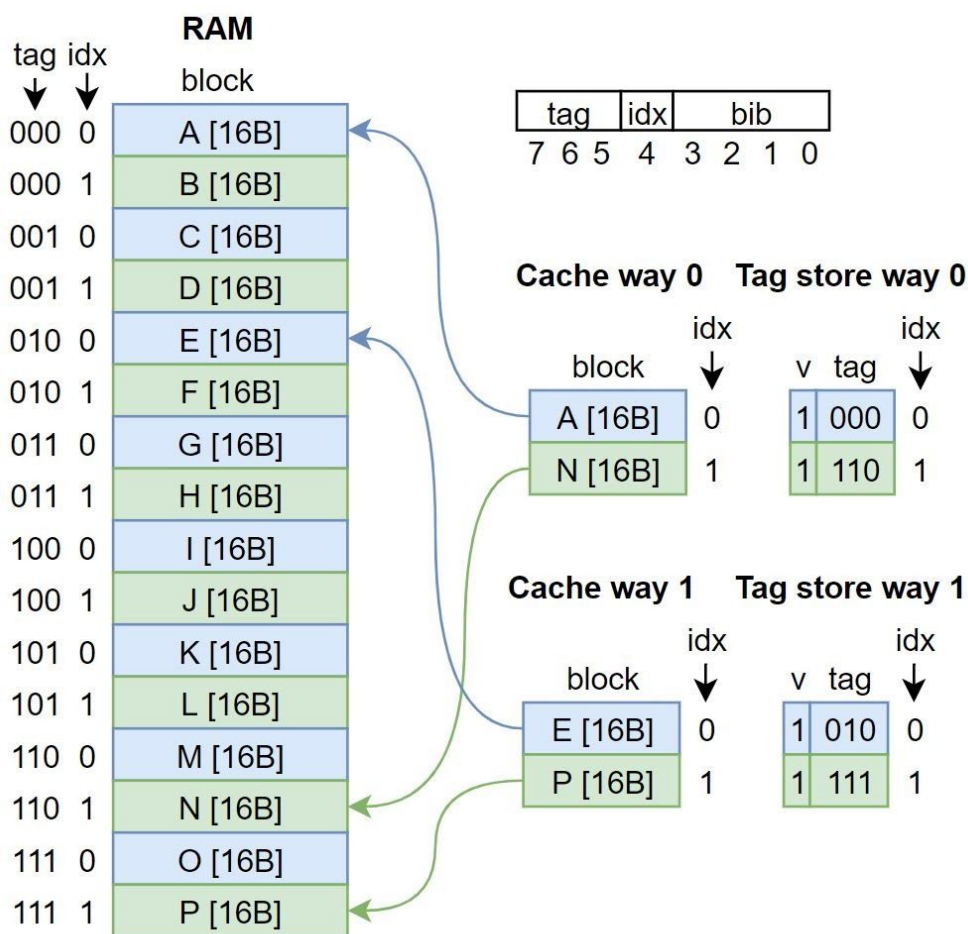 RAM
tag idx
block
000 0 A [16B]
000 1 B [16B]
001 0 C [16B]
001 1 D [16B]
010 0 E [16B]
010 1 F [16B]
011 0 G [16B]
011 1 H [16B]
100 0 I [16B]
100 1 J [16B]
101 0 K [16B]
101 1 L [16B]
110 0 M [16B]
110 1 N [16B]
111 0 O [16B]
111 1 P [16B]
tag idx bib
7 6 5 4 3 2 1 0
Cache way 0
idx
block
A [16B] 0
N [16B] 1
Tag store way 0
idx
v tag
1 000 0
1 110 1
Cache way 1
idx
block
E [16B] 0
P [16B] 1
Tag store way 1
idx
v tag
1 010 0
1 111 1